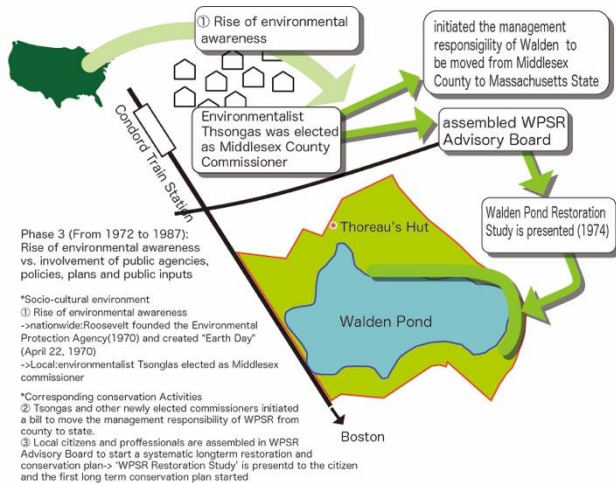 ① Rise of environmental
awareness
initiated the management
responsigility of Walden to
be moved from Middlesex
County to Massachusetts State
Environmentalist
Thsongas was elected
as Middlesex County
Commissioner
assembled WPSR
Advisory Board
Condord Train Station
Walden Pond Restoration
Study is presented (1974)
Thoreau's Hut
Walden Pond
Boston
Phase 3 (From 1972 to 1987):
Rise of environmental awareness
vs. involvement of public agencies,
policies, plans and public inputs
*Socio-cultural environment
① Rise of environmental awareness
->nationwide:Roosevelt founded the Environmental
Protection Agency(1970) and created "Earth Day"
(April 22, 1970)
->Local:environmentalist Tsonglas elected as Middlesex
commissioner
*Corresponding conservation Activities
② Tsongas and other newly elected commissioners initiated
a bill to move the management responsibility of WPSR from
county to state.
③ Local citizens and proffessionals are assembled in WPSR
Advisory Board to start a systematic longterm restoration and
conservation plan-> 'WPSR Restoration Study' is presentd to the citizen
and the first long term conservation plan started